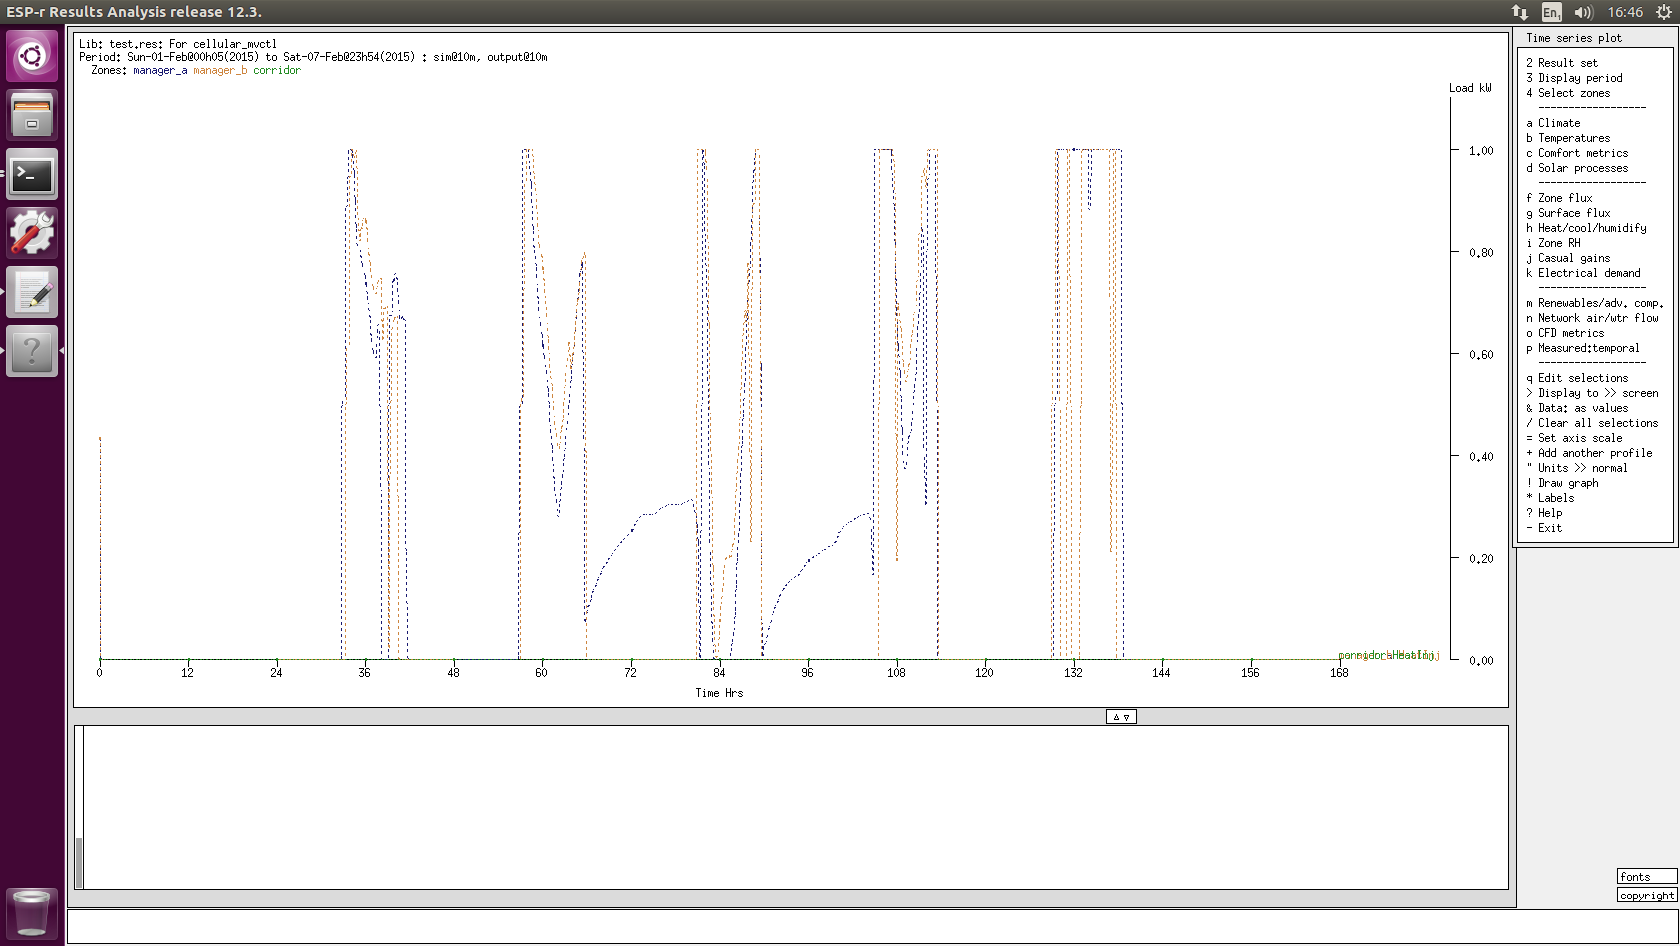 ESP-r Results Analysis release 12.3.
En1
16:46
Lib: test.res: For cellular_mvctl
Period: Sun-01-Feb@00h05(2015) to Sat-07-Feb@23h54(2015) : sim@10m, output@10m
Zones: manager_a manager_b corridor
Load kW
1.00
0.80
0.60
0.40
0.20
0.00
0 12 24 36 48 60 72 84 96 108 120 132 144 156 168
Time Hrs
Time series plot
2 Result set
3 Display period
4 Select zones
------------------
a Climate
b Temperatures
c Comfort metrics
d Solar processes
------------------
f Zone flux
g Surface flux
h Heat/cool/humidify
i Zone RH
j Casual gains
k Electrical demand
------------------
m Renewables/adv. comp.
n Network air/wtr flow
o CFD metrics
p Measured:temporal
------------------
q Edit selections
> Display to >> screen
& Data: as values
/ Clear all selections
= Set axis scale
+ Add another profile
" Units >> normal
! Draw graph
* Labels
? Help
- Exit
fonts
copyright